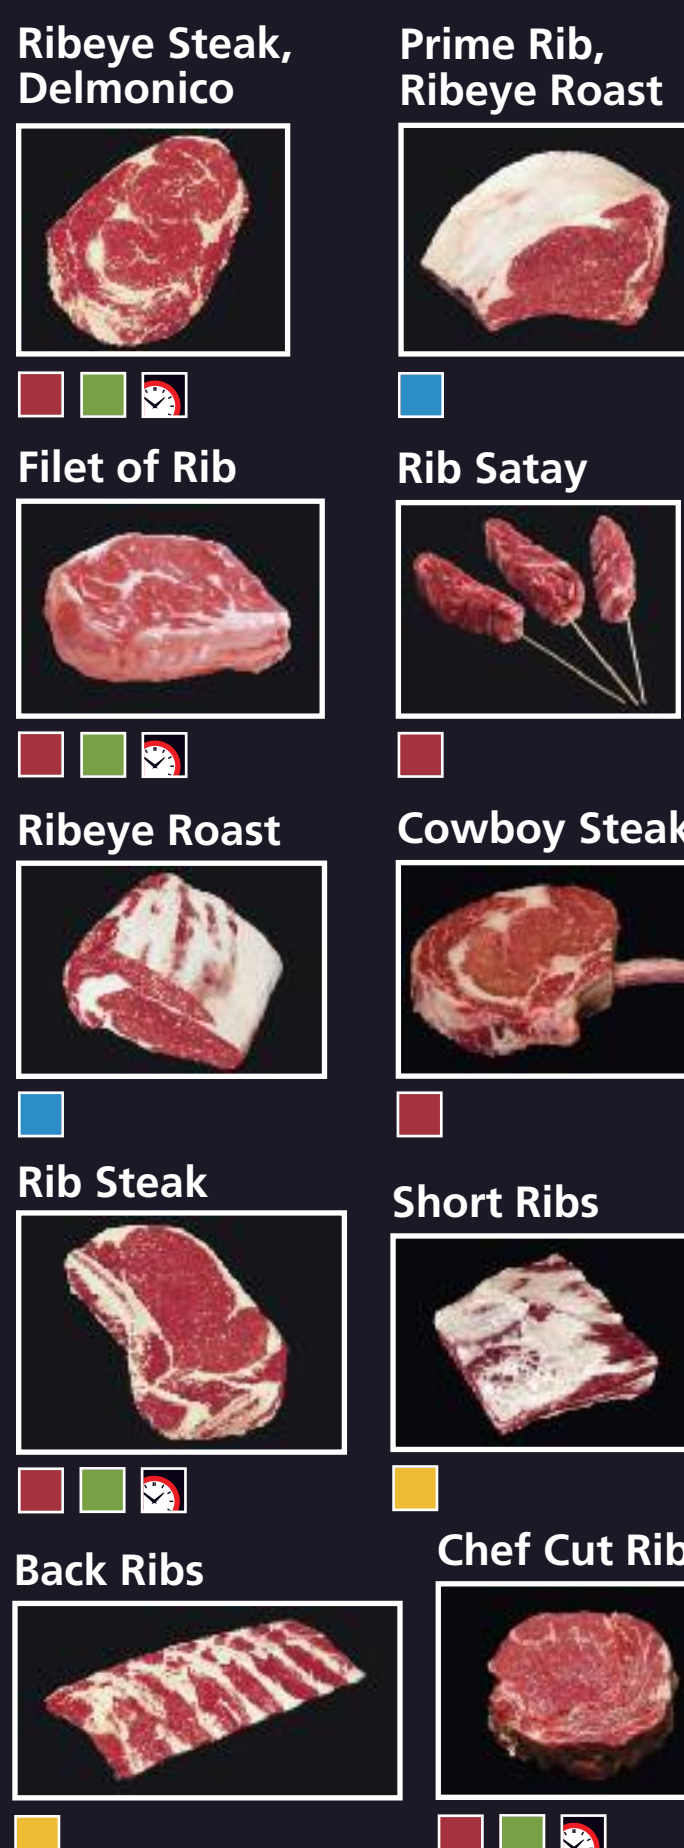 Ribeye Steak,
Delmonico
Prime Rib,
Ribeye Roast
Filet of Rib
Rib Satay
Ribeye Roast
Cowboy Steak
Rib Steak
Short Ribs
Back Ribs
Chef Cut Rib